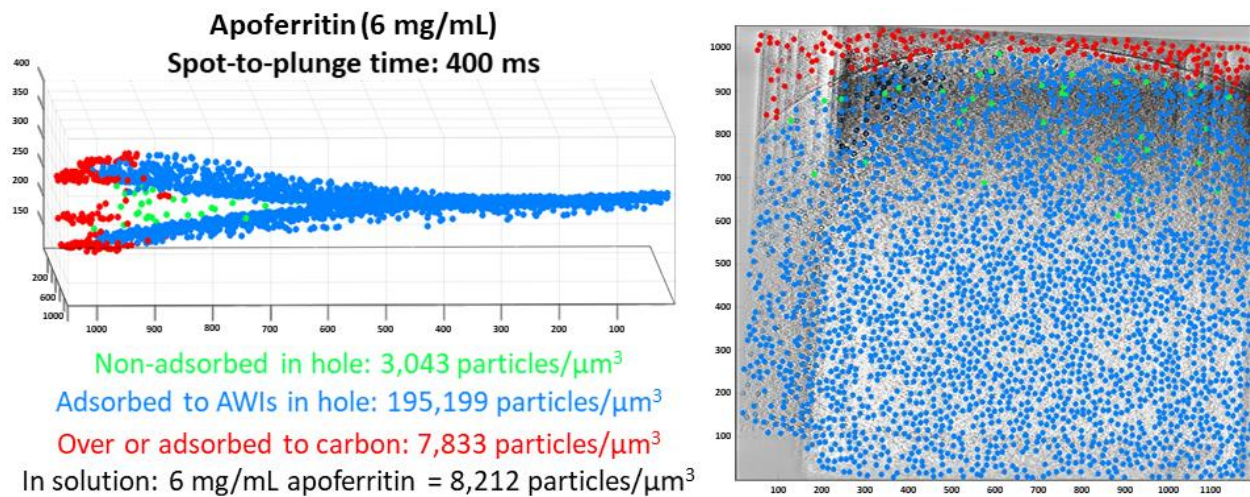 Apoferritin (6 mg/mL)
Spot-to-plunge time: 400 ms
400
350
300
250
200
150
200
600
1000
1000 900 800 700 600 500 400 300 200 100
Non-adsorbed in hole: 3,043 particles/µm³
Adsorbed to AWIs in hole: 195,199 particles/µm³
Over or adsorbed to carbon: 7,833 particles/µm³
In solution: 6 mg/mL apoferritin = 8,212 particles/µm³
1000
900
800
700
600
500
400
300
200
100
100 200 300 400 500 600 700 800 900 1000 1100